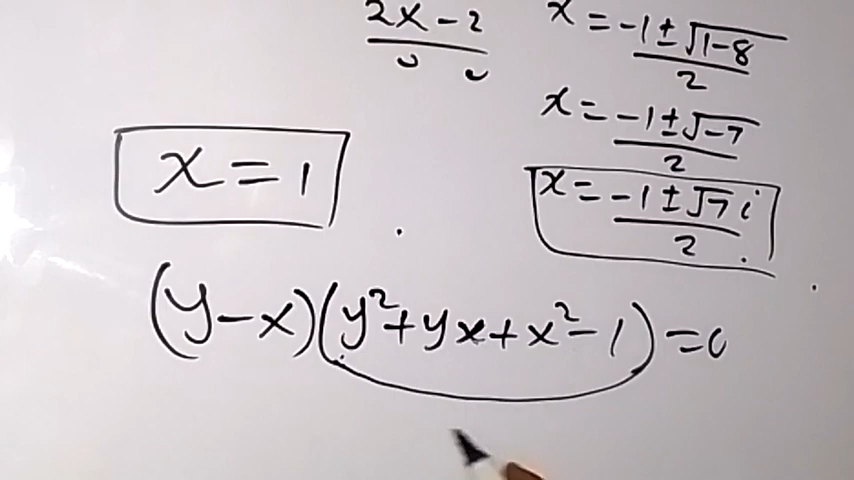 2x-2
x = -1±√1-8 / 2
x = -1±√-7 / 2
x = 1
x = -1±√7 i / 2
(y-x)(y²+yx+x²-1) = 0